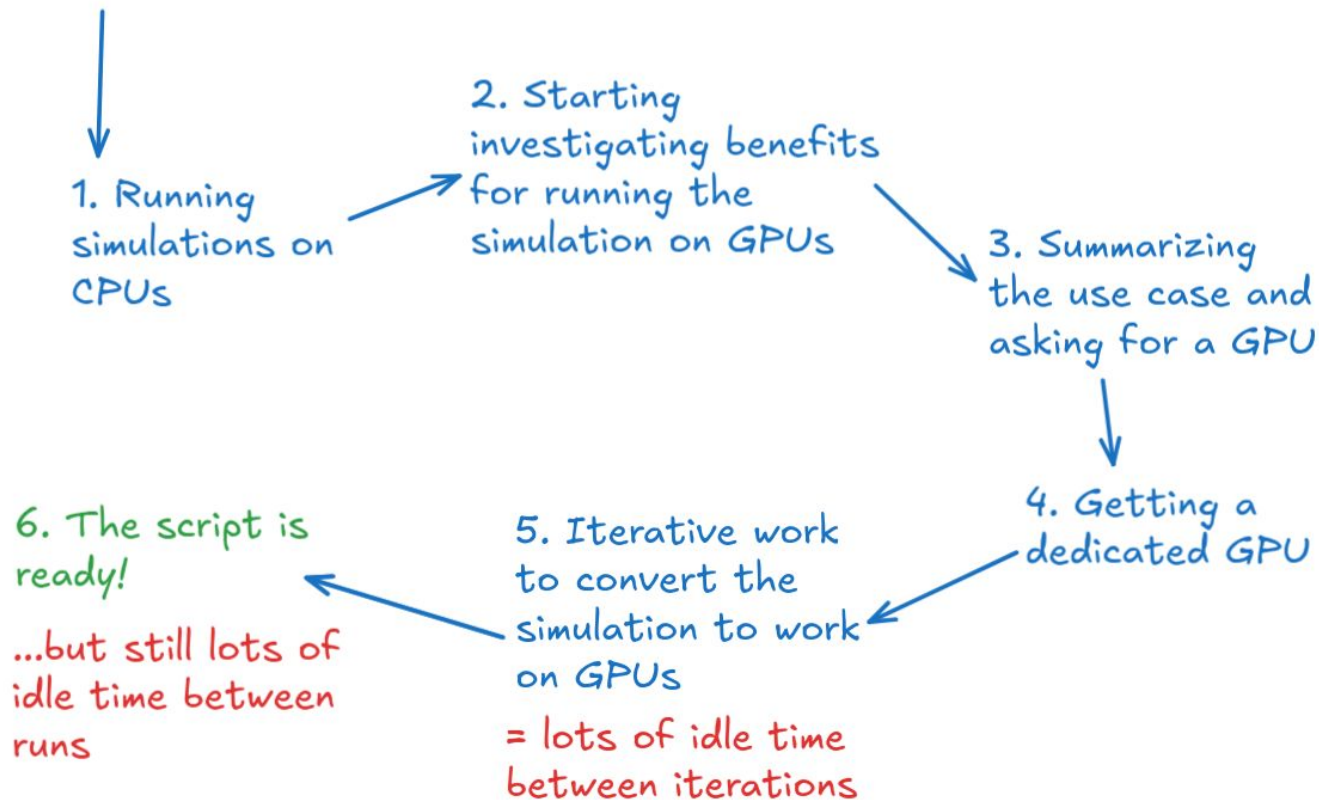 1. Running
simulations on
CPUs
2. Starting
investigating benefits
for running the
simulation on GPUs
3. Summarizing
the use case and
asking for a GPU
4. Getting a
dedicated GPU
5. Iterative work
to convert the
simulation to work
on GPUs
= lots of idle time
between iterations
6. The script is
ready!
...but still lots of
idle time between
runs